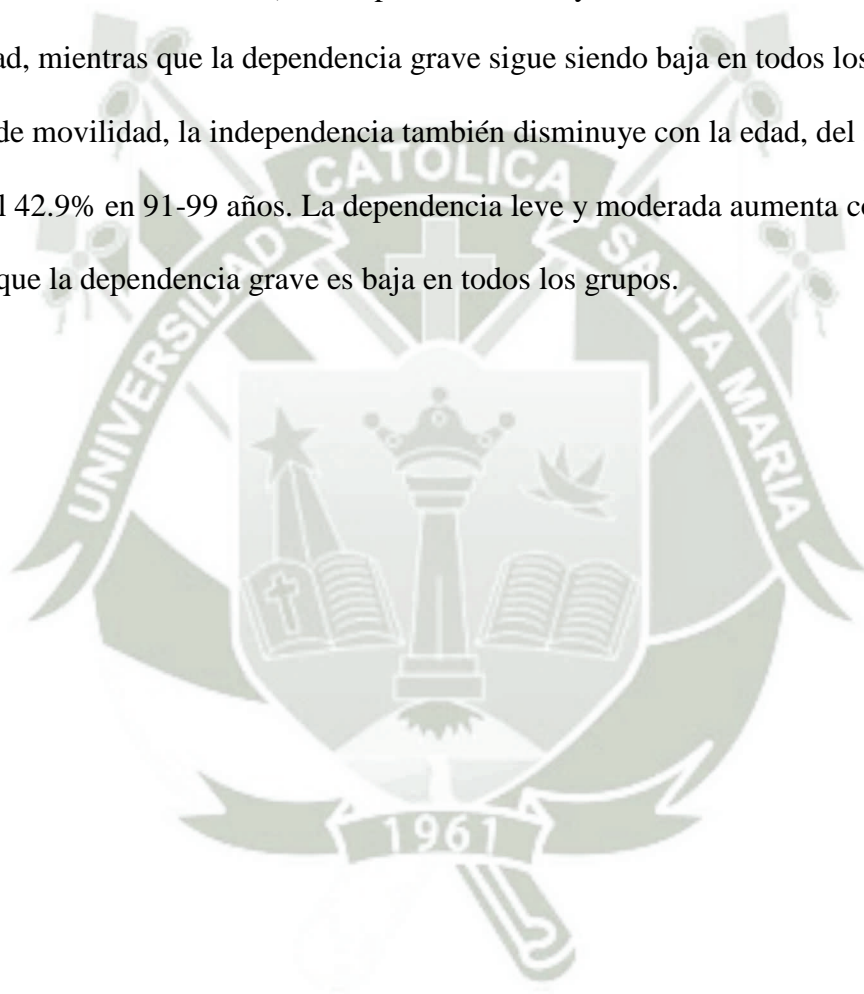 ad, mientras que la dependencia grave sigue siendo baja en todos los
de movilidad, la independencia también disminuye con la edad, del
l 42.9% en 91-99 años. La dependencia leve y moderada aumenta co
que la dependencia grave es baja en todos los grupos.
UNIVERSIDAD CATOLICA SANTA MARIA
1961